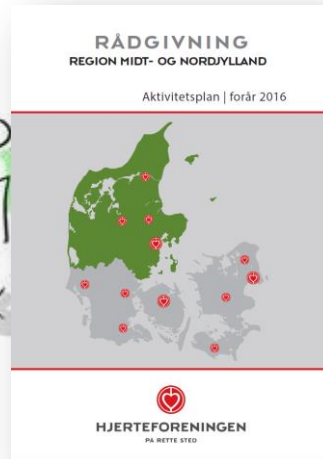 RÅDGIVNING
REGION MIDT- OG NORDJYLLAND
Aktivitetsplan | forår 2016
HJERTEFORENINGEN
PÅ RETTE STED